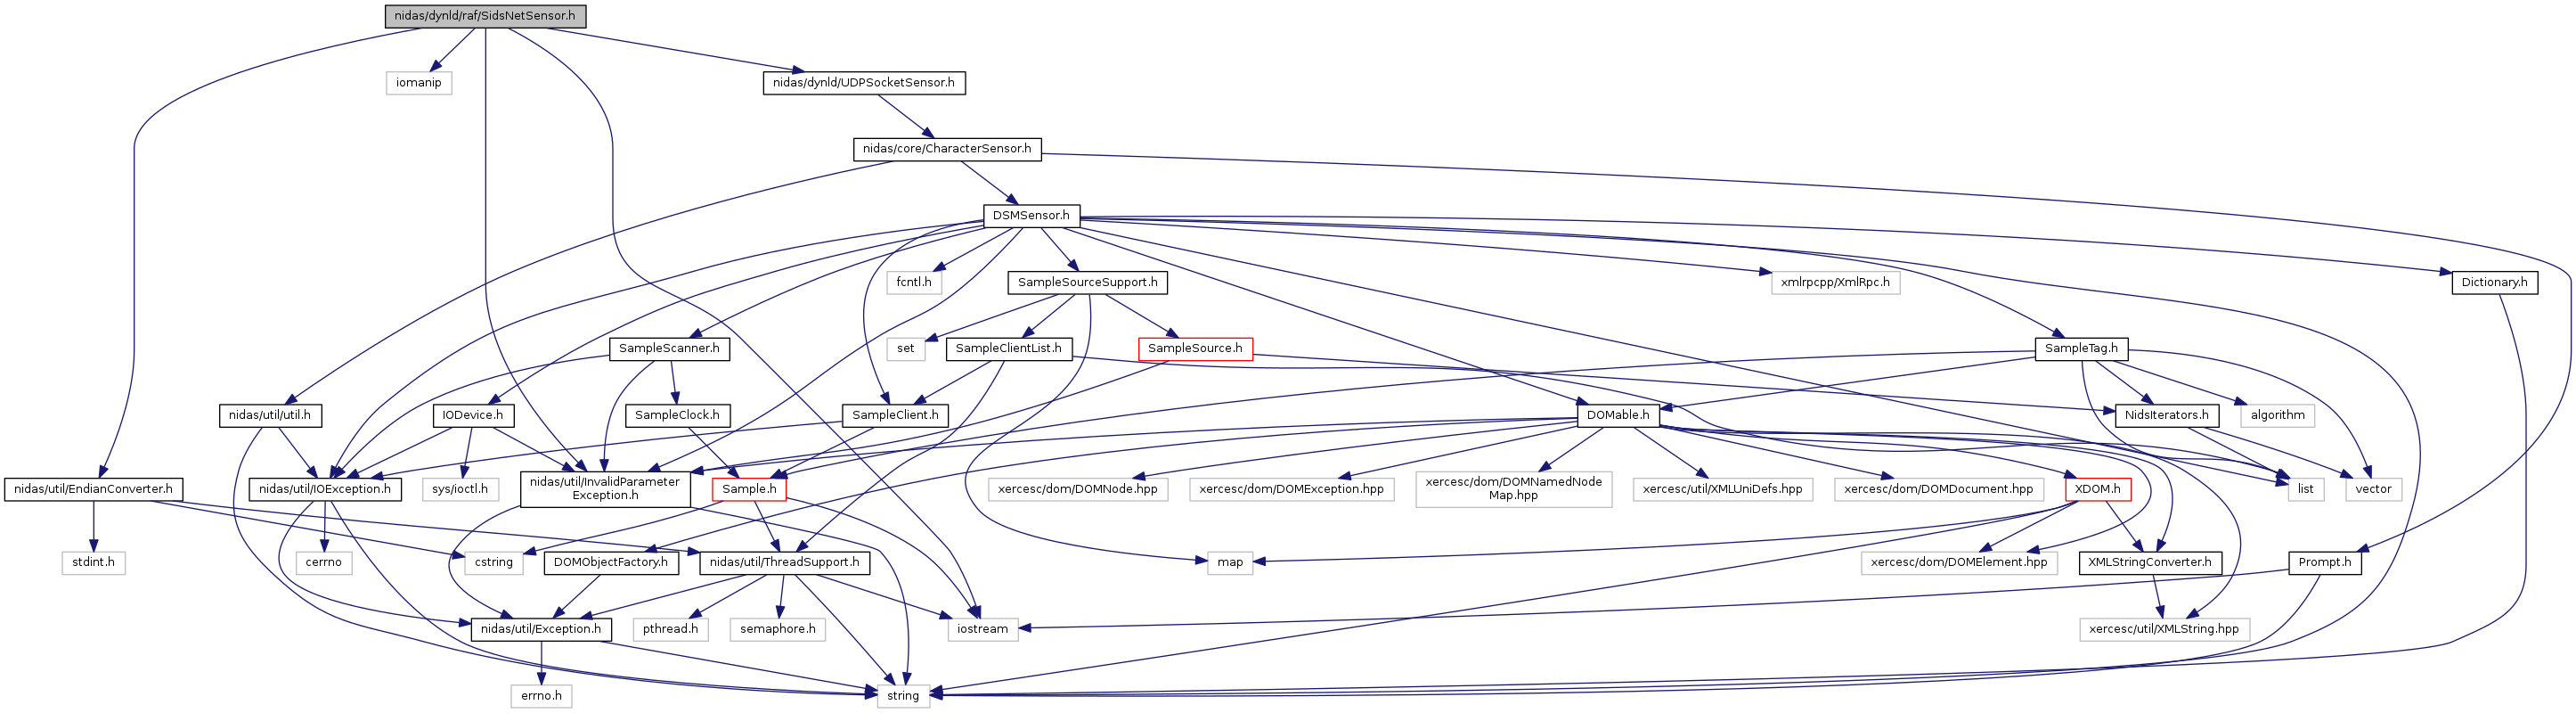 nidas/dynld/raf/SidsNetSensor.h
iomanip
nidas/dynld/UDPSocketSensor.h
nidas/core/CharacterSensor.h
DSMSensor.h
fcntl.h
SampleSourceSupport.h
xmlrpcpp/XmlRpc.h
Dictionary.h
SampleScanner.h
set
SampleClientList.h
SampleSource.h
SampleTag.h
nidas/util/util.h
IODevice.h
SampleClock.h
SampleClient.h
DOMable.h
NidsIterators.h
algorithm
nidas/util/EndianConverter.h
nidas/util/IOException.h
sys/ioctl.h
nidas/util/InvalidParameter
Exception.h
Sample.h
xercesc/dom/DOMNode.hpp
xercesc/dom/DOMException.hpp
xercesc/dom/DOMNamedNode
Map.hpp
xercesc/util/XMLUniDefs.hpp
xercesc/dom/DOMDocument.hpp
XDOM.h
list
vector
stdint.h
cerrno
cstring
DOMObjectFactory.h
nidas/util/ThreadSupport.h
map
xercesc/dom/DOMElement.hpp
XMLStringConverter.h
Prompt.h
nidas/util/Exception.h
pthread.h
semaphore.h
iostream
xercesc/util/XMLString.hpp
errno.h
string